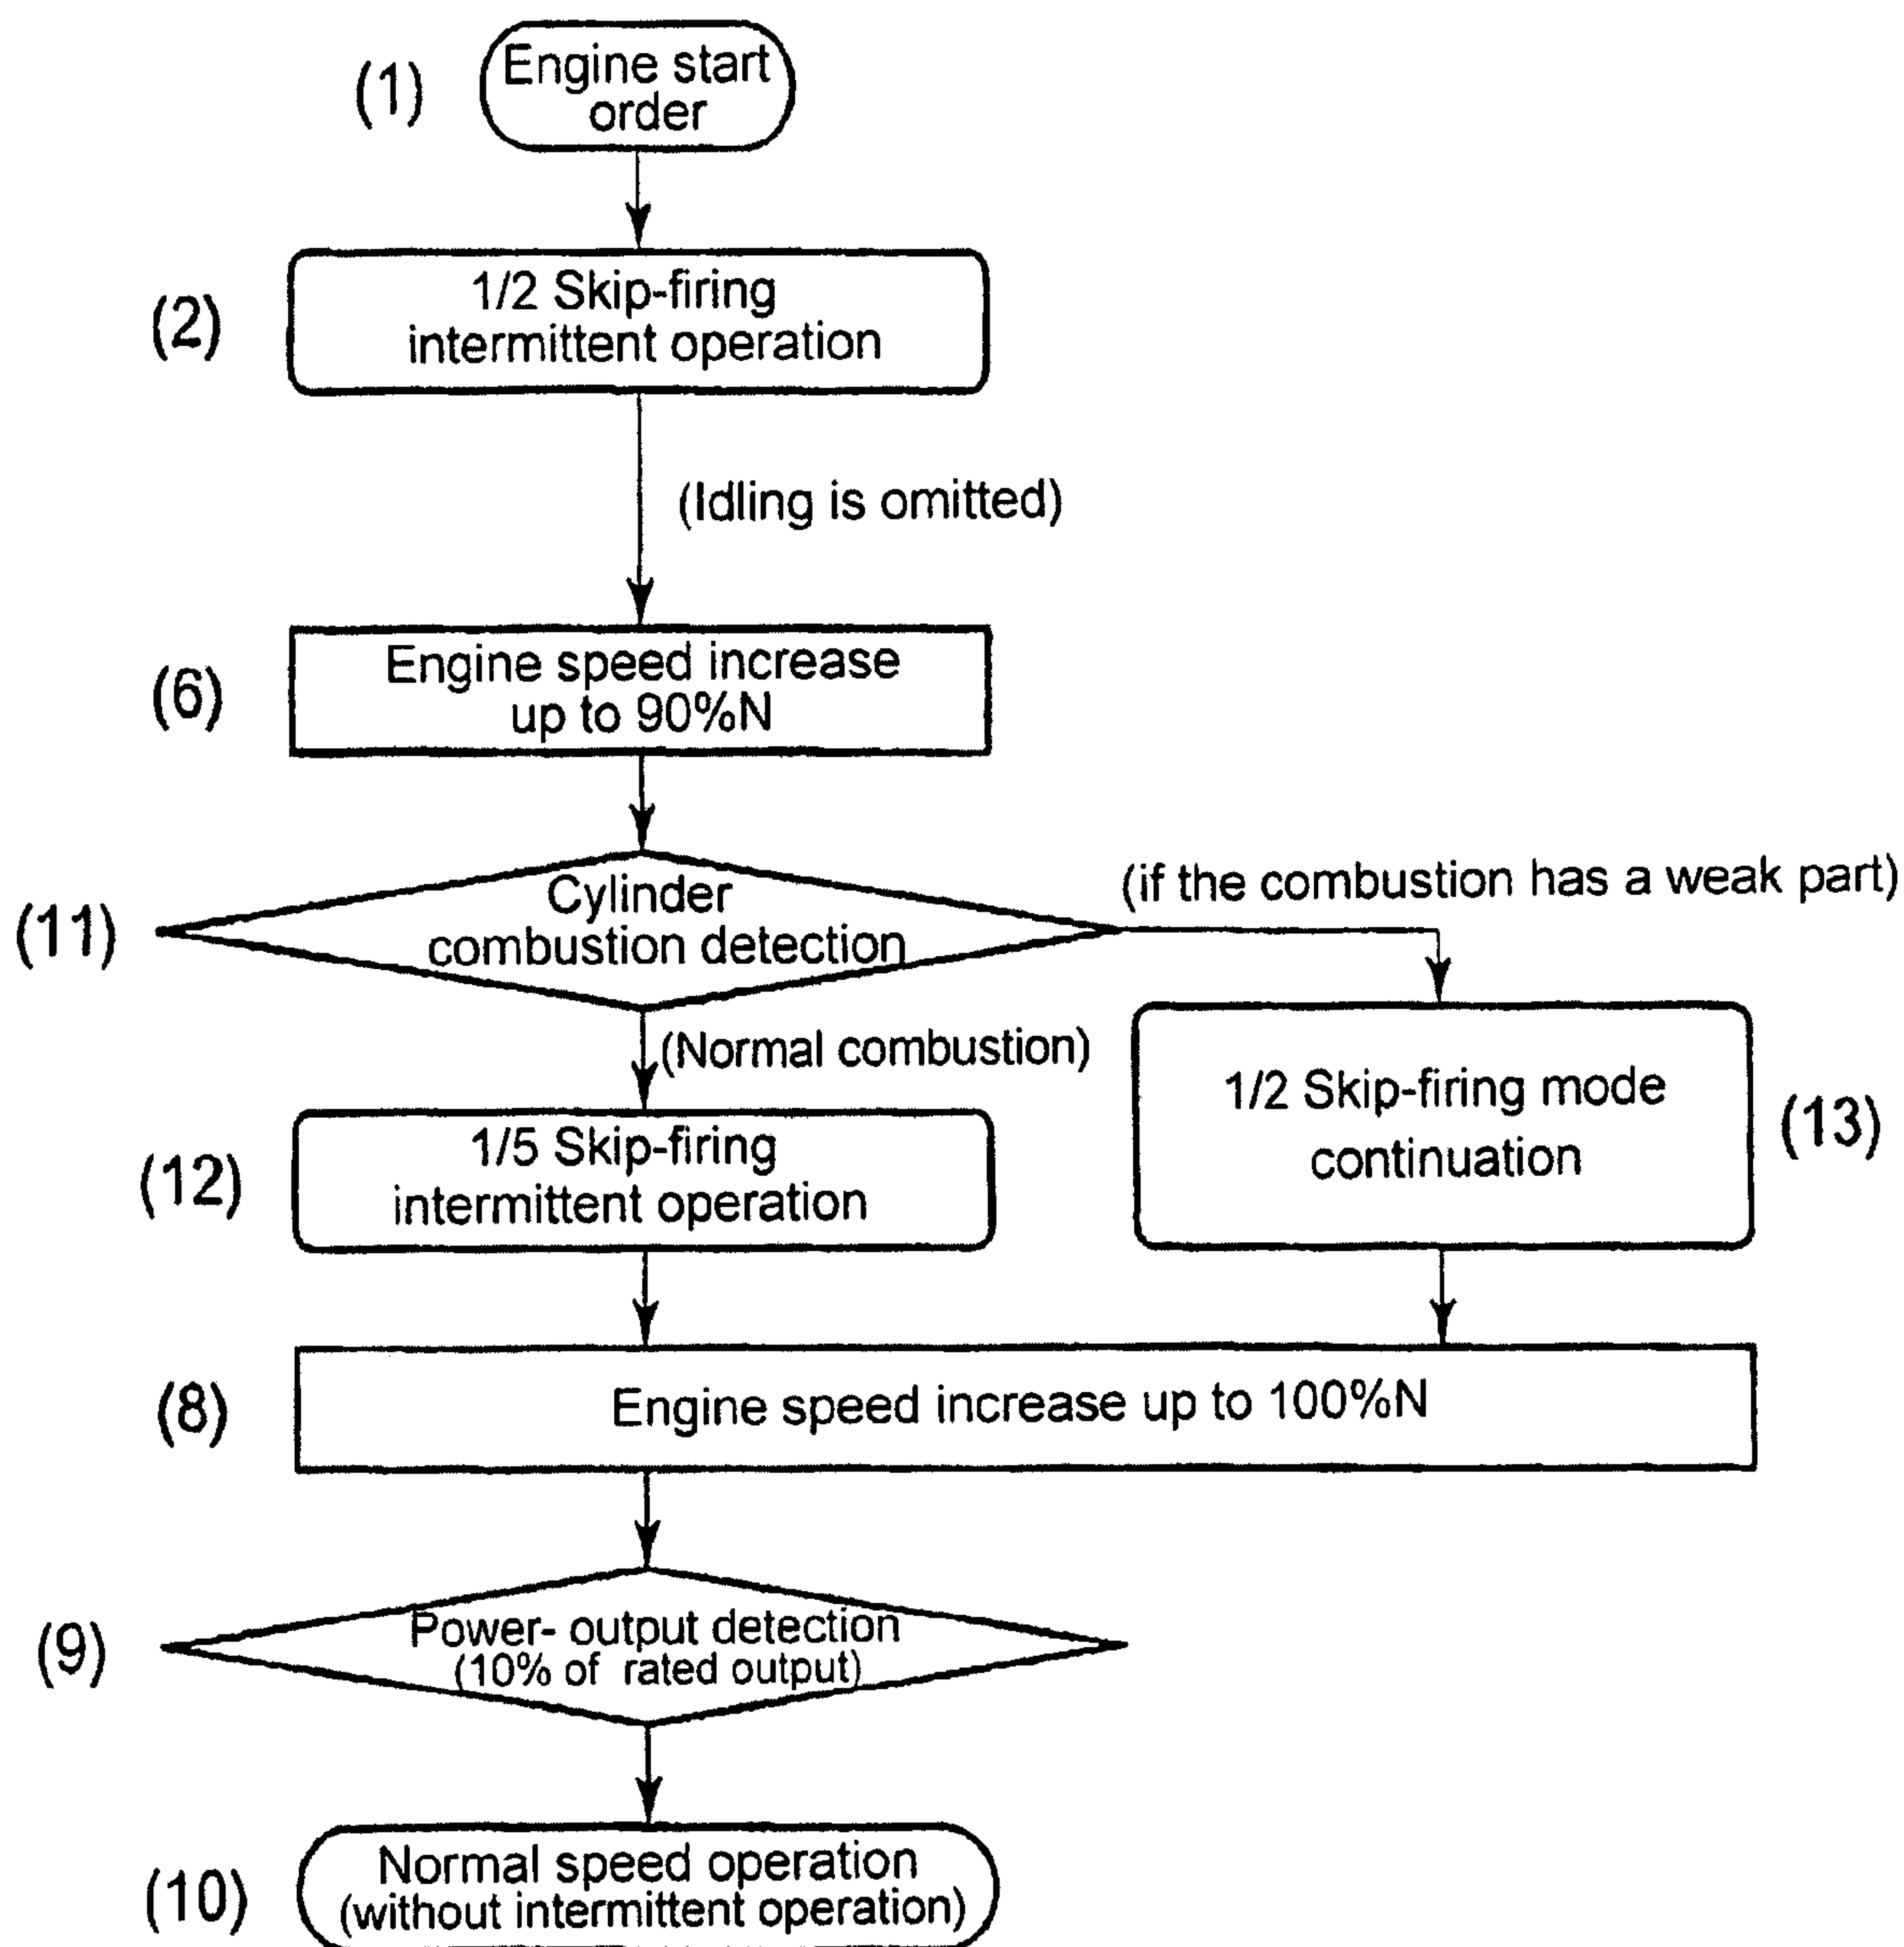 (1)
Engine start
order
(2)
1/2 Skip-firing
intermittent operation
(Idling is omitted)
(6)
Engine speed increase
up to 90%N
(11)
Cylinder
combustion detection
(if the combustion has a weak part)
(Normal combustion)
(12)
1/5 Skip-firing
intermittent operation
1/2 Skip-firing mode
continuation
(13)
(8)
Engine speed increase up to 100%N
(9)
Power- output detection
(10% of rated output)
(10)
Normal speed operation
(without intermittent operation)